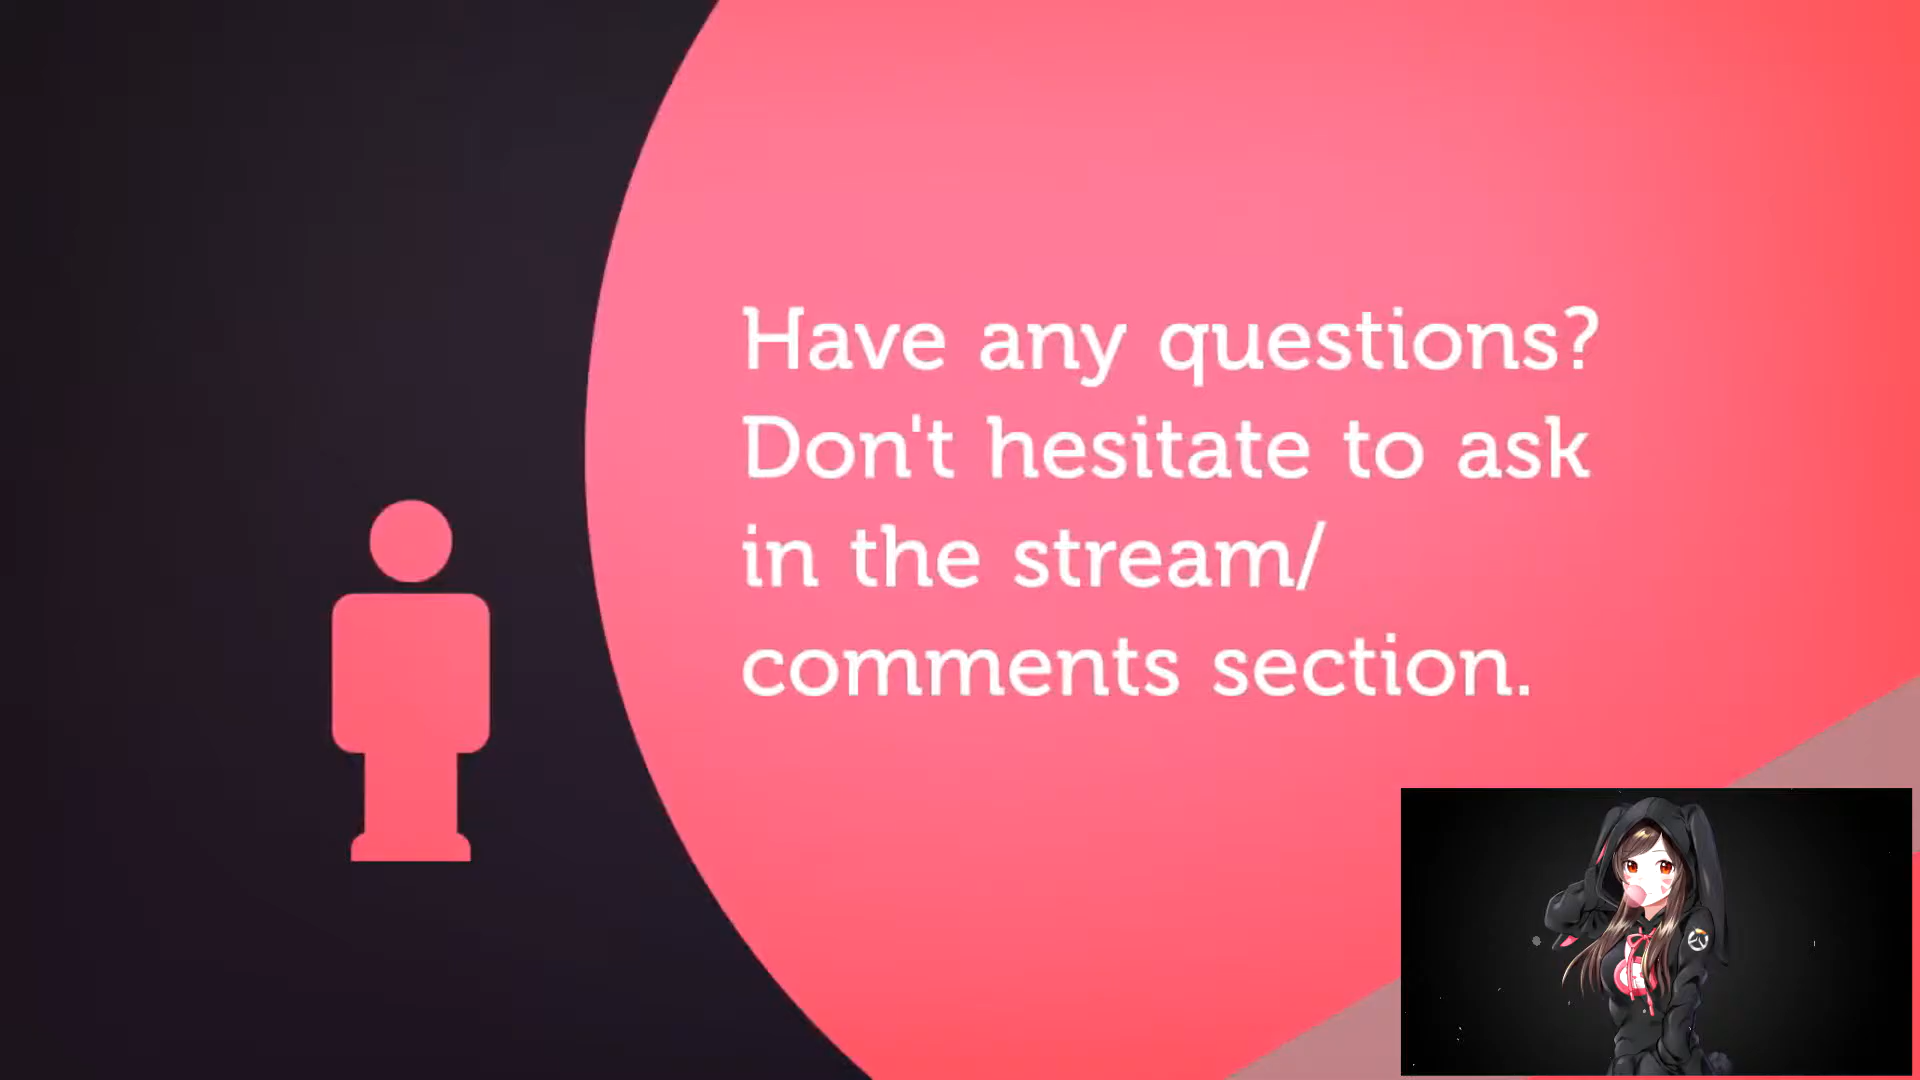 Have any questions?
Don't hesitate to ask
in the stream/
comments section.